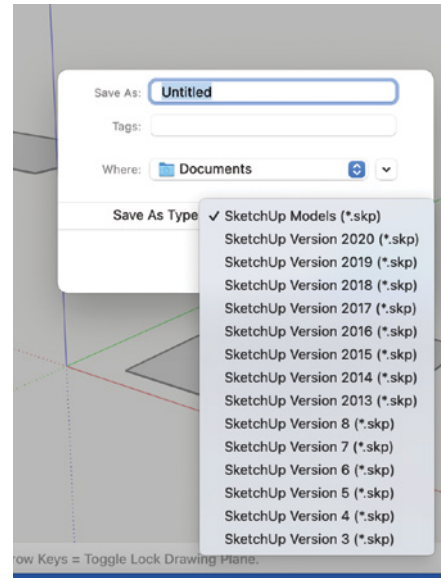 Save As: Untitled
Tags:
Where: Documents
Save As Type
✓ SketchUp Models (*.skp)
SketchUp Version 2020 (*.skp)
SketchUp Version 2019 (*.skp)
SketchUp Version 2018 (*.skp)
SketchUp Version 2017 (*.skp)
SketchUp Version 2016 (*.skp)
SketchUp Version 2015 (*.skp)
SketchUp Version 2014 (*.skp)
SketchUp Version 2013 (*.skp)
SketchUp Version 8 (*.skp)
SketchUp Version 7 (*.skp)
SketchUp Version 6 (*.skp)
SketchUp Version 5 (*.skp)
SketchUp Version 4 (*.skp)
SketchUp Version 3 (*.skp)
row Keys = Toggle Lock Drawing Plane.